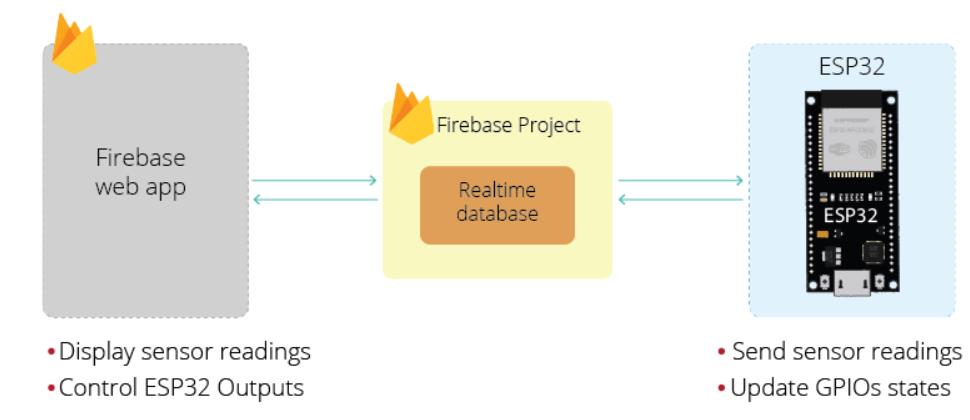 Firebase
web app
Firebase Project
Realtime
database
ESP32
ESP32
• Display sensor readings
• Control ESP32 Outputs
• Send sensor readings
• Update GPIOs states